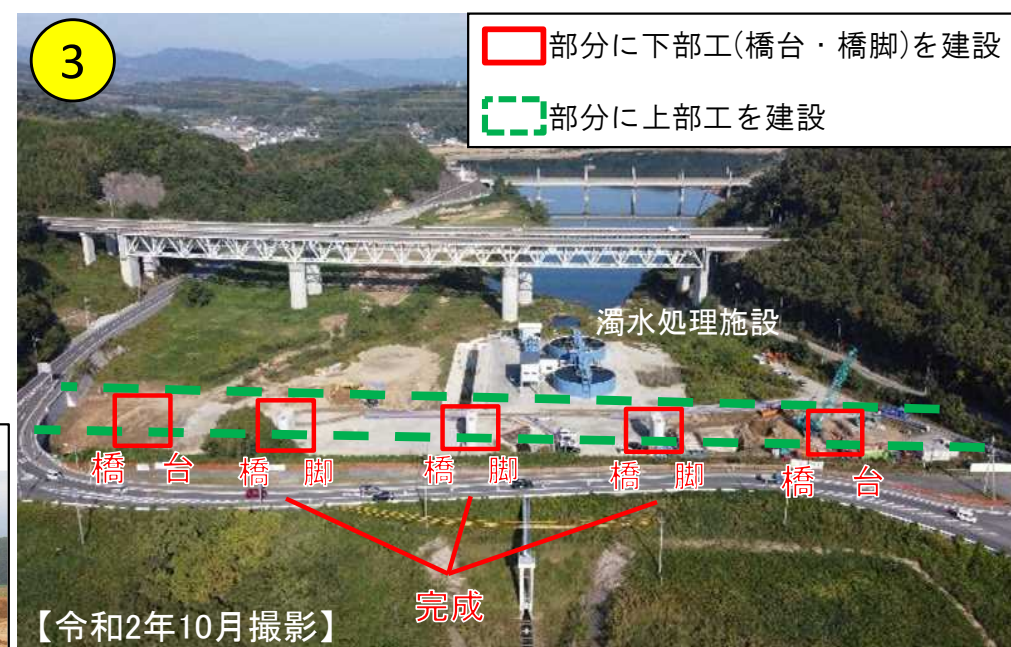 3
部分に下部工(橋台・橋脚)を建設
部分に上部工を建設
濁水処理施設
橋台 橋脚 橋脚 橋脚 橋台
完成
【令和2年10月撮影】